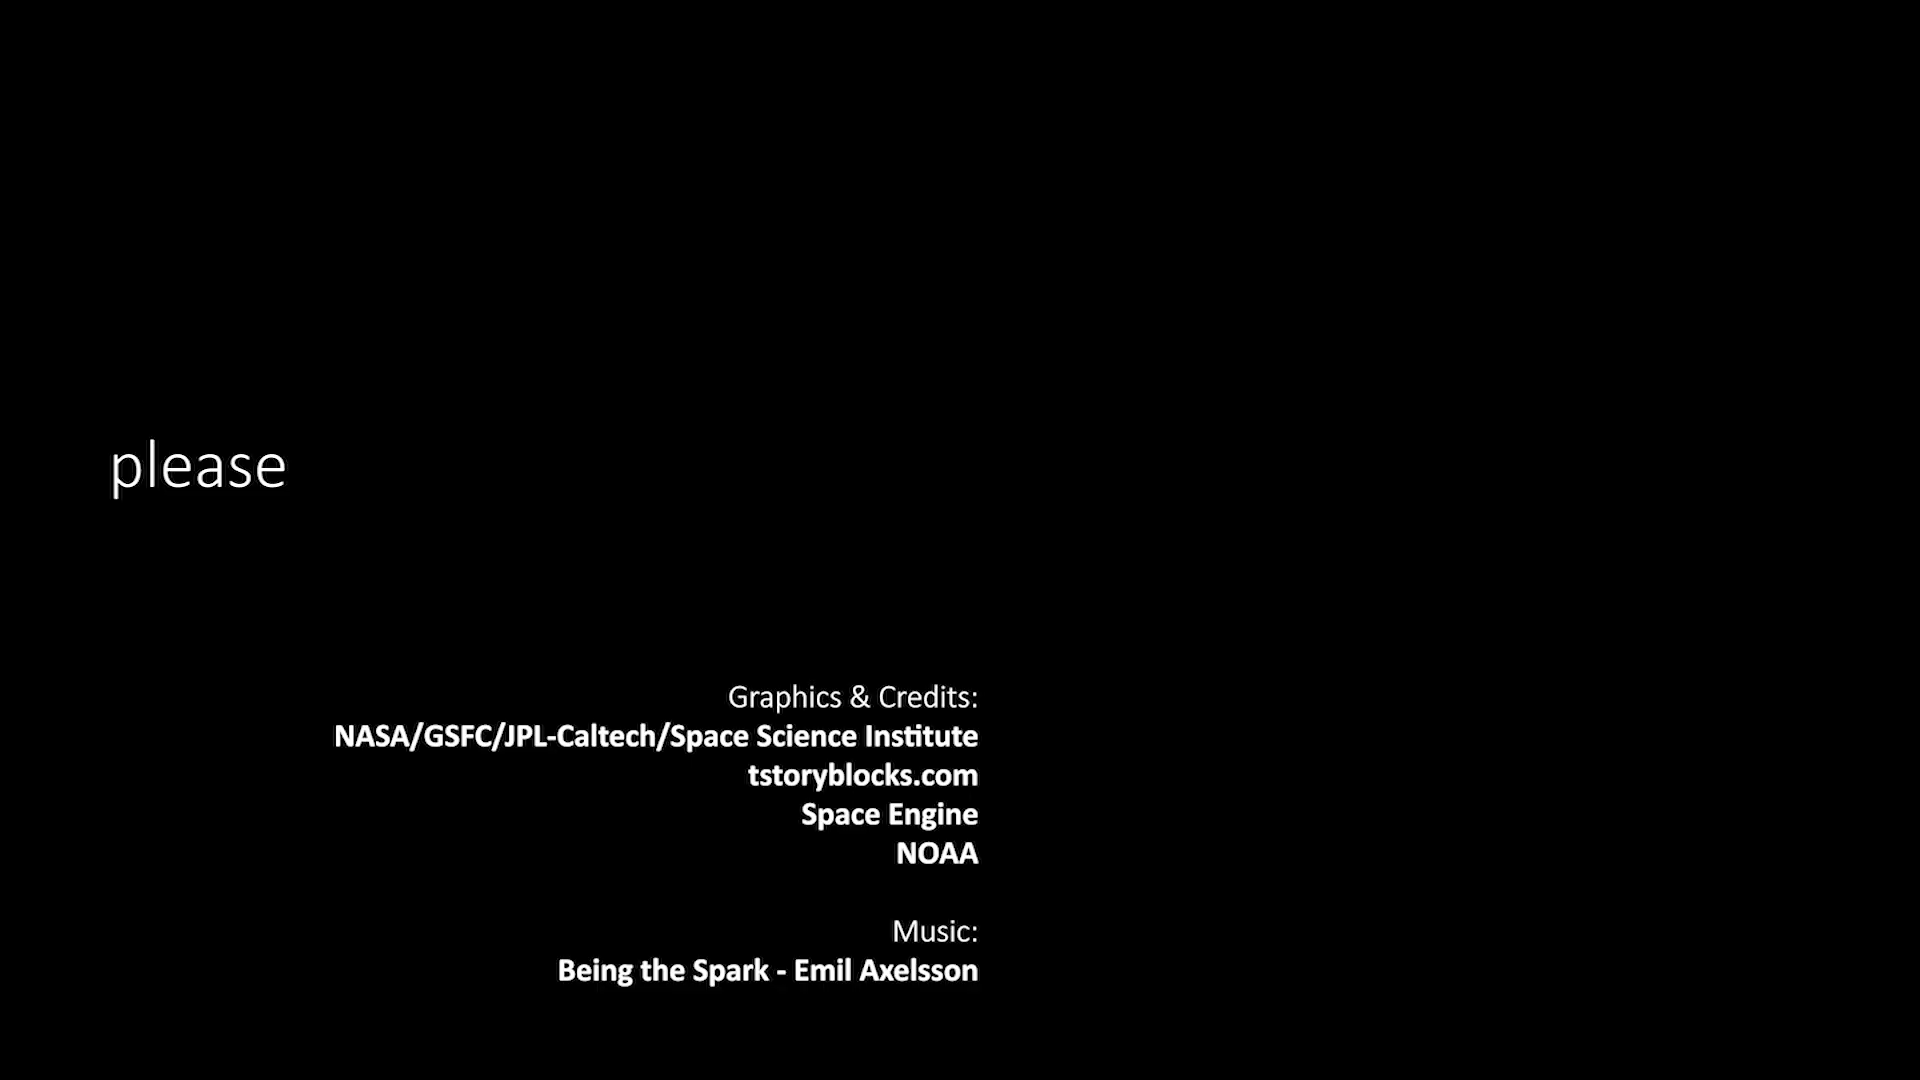 please
Graphics & Credits:
NASA/GSFC/JPL-Caltech/Space Science Institute
tstoryblocks.com
Space Engine
NOAA
Music:
Being the Spark - Emil Axelsson